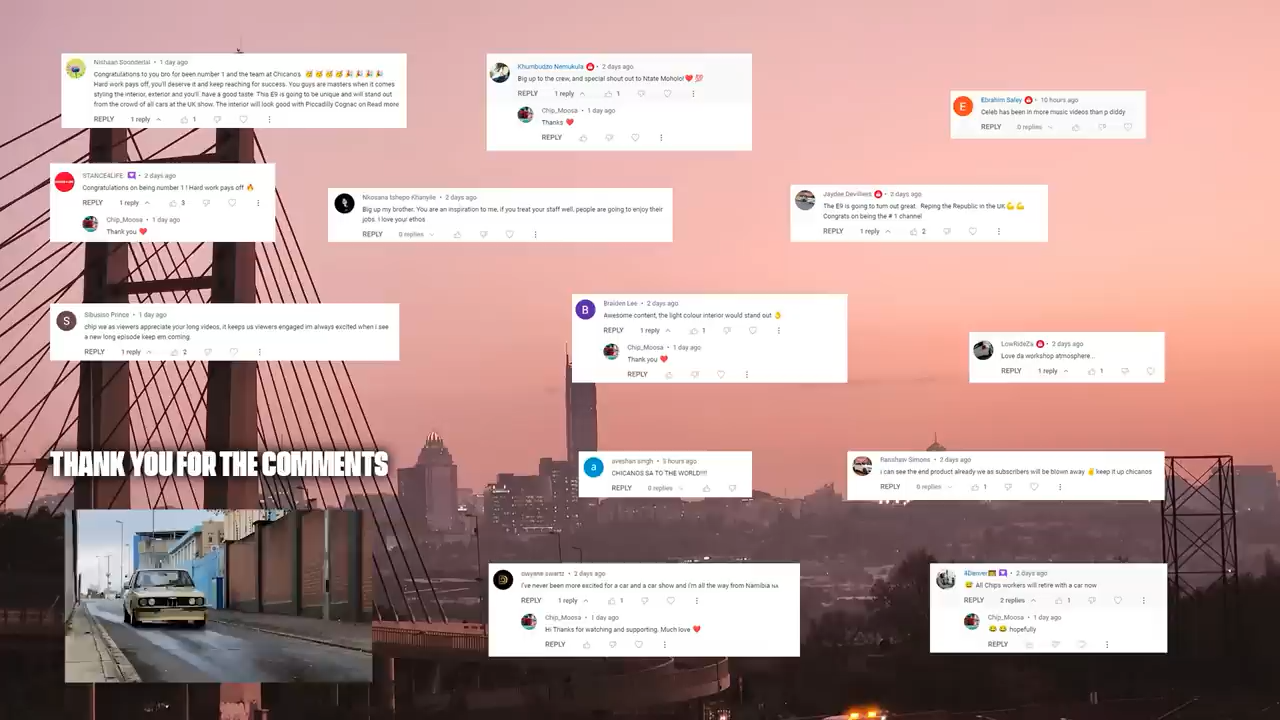 Nishaan Soonderlal • 1 day ago
Congratulations to you bro for been number 1 and the team at Chicanos 🥳🥳🥳🥳🎉🎉🎉🎉
Hard work pays off, you'll deserve it and keep reaching for success. You guys are masters when it comes
styling the interior, exterior and you'll, have a good taste. This E9 is going to be unique and will stand out
from the crowd of all cars at the UK show. The interior will look good with Piccadilly Cognac on Read more
REPLY 1 reply 1
Khumbudzo Nemukula • 2 days ago
Big up to the crew, and special shout out to Ntate Moholo!❤️💯
REPLY 1 reply 1
Chip_Moosa • 1 day ago
Thanks ❤️
REPLY
Ebrahim Saley • 10 hours ago
Celeb has been in more music videos than p diddy
REPLY 0 replies
STANCE4LIFE • 2 days ago
Congratulations on being number 1 ! Hard work pays off 🔥
REPLY 1 reply 3
Chip_Moosa • 1 day ago
Thank you ❤️
Nkosana Ishepo Khanyile • 2 days ago
Big up my brother. You are an inspiration to me, if you treat your staff well, people are going to enjoy their
jobs. I love your ethos
REPLY 0 replies
Jaydee Devilliers • 2 days ago
The E9 is going to turn out great. Reping the Republic in the UK💪💪
Congrats on being the # 1 channel
REPLY 1 reply 2
Sibusiso Prince • 1 day ago
chip we as viewers appreciate your long videos, it keeps us viewers engaged im always excited when i see
a new long episode keep em coming.
REPLY 1 reply 2
Braiden Lee • 2 days ago
Awesome content, the light colour interior would stand out 👌
REPLY 1 reply 1
Chip_Moosa • 1 day ago
Thank you ❤️
REPLY
LowRideZa • 2 days ago
Love da workshop atmosphere..
REPLY 1 reply 1
THANK YOU FOR THE COMMENTS
aveshan singh • 3 hours ago
CHICANOS SA TO THE WORLD!!!!
REPLY 0 replies
Ranshaw Simons • 2 days ago
i can see the end product already we as subscribers will be blown away ✌️ keep it up chicanos
REPLY 0 replies 1
dwayne swartz • 2 days ago
I've never been more excited for a car and a car show and i'm all the way from Namibia
REPLY 1 reply 1
Chip_Moosa • 1 day ago
Hi Thanks for watching and supporting, Much love ❤️
REPLY
4Denver • 2 days ago
😅 All Chips workers will retire with a car now
REPLY 2 replies 1
Chip_Moosa • 1 day ago
😂😂 hopefully
REPLY